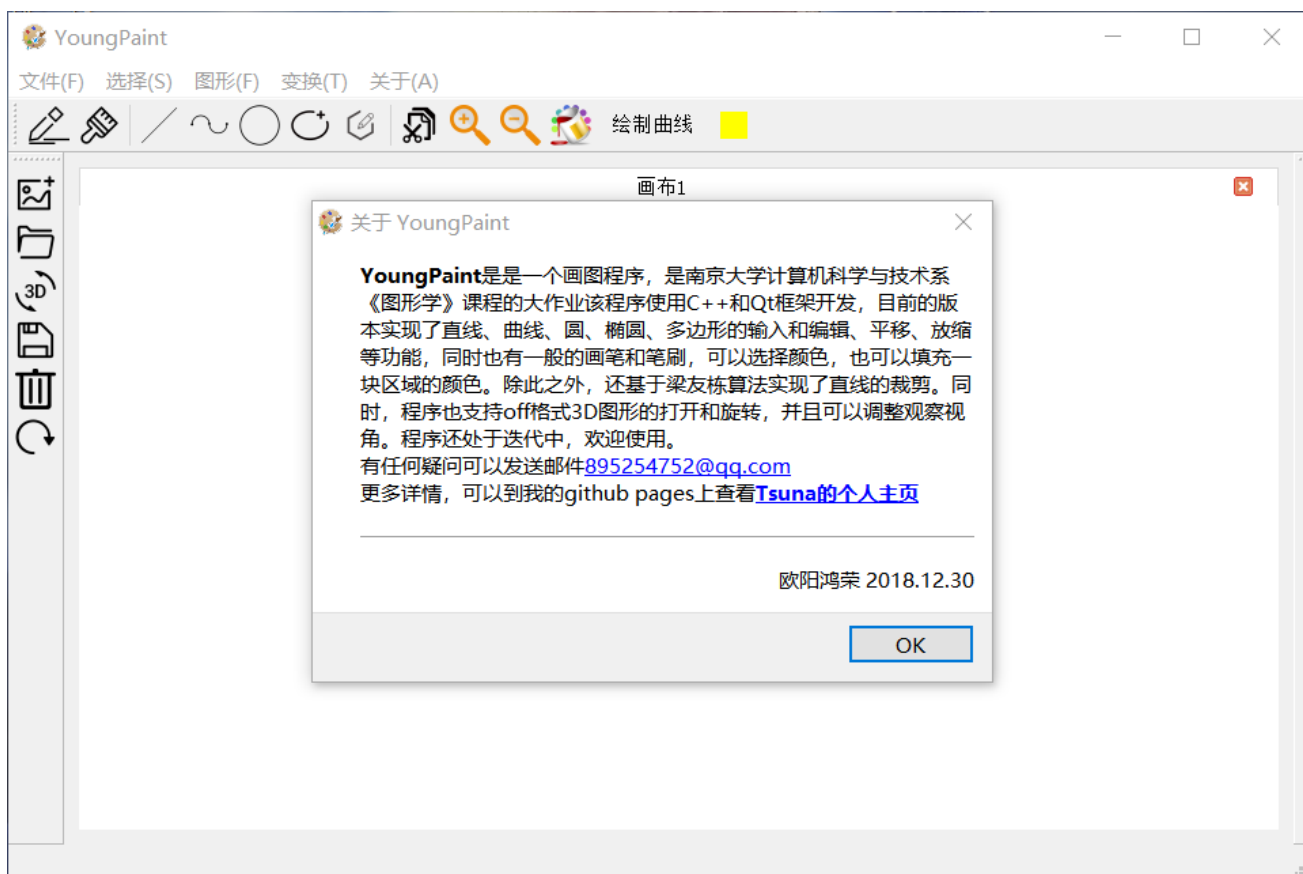 YoungPaint
文件(F) 选择(S) 图形(F) 变换(T) 关于(A)
绘制曲线
3D
画布1
关于 YoungPaint
YoungPaint是是一个画图程序，是南京大学计算机科学与技术系
《图形学》课程的大作业该程序使用C++和Qt框架开发，目前的版
本实现了直线、曲线、圆、椭圆、多边形的输入和编辑、平移、放缩
等功能，同时也有一般的画笔和笔刷，可以选择颜色，也可以填充一
块区域的颜色。除此之外，还基于梁友栋算法实现了直线的裁剪。同
时，程序也支持off格式3D图形的打开和旋转，并且可以调整观察视
角。程序还处于迭代中，欢迎使用。
有任何疑问可以发送邮件895254752@qq.com
更多详情，可以到我的github pages上查看Tsuna的个人主页
欧阳鸿荣 2018.12.30
OK